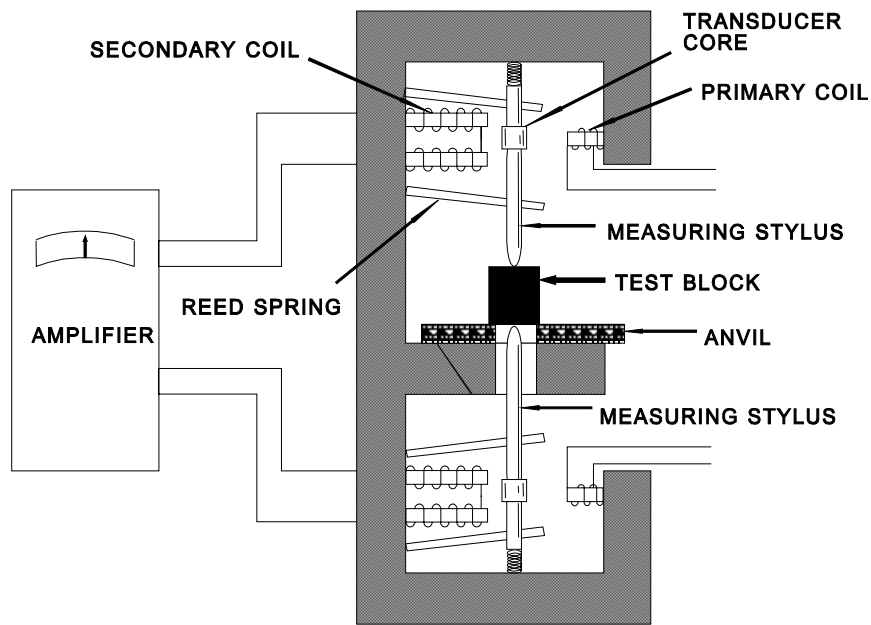 TRANSDUCER
CORE
SECONDARY COIL
PRIMARY COIL
MEASURING STYLUS
TEST BLOCK
REED SPRING
AMPLIFIER
ANVIL
MEASURING STYLUS